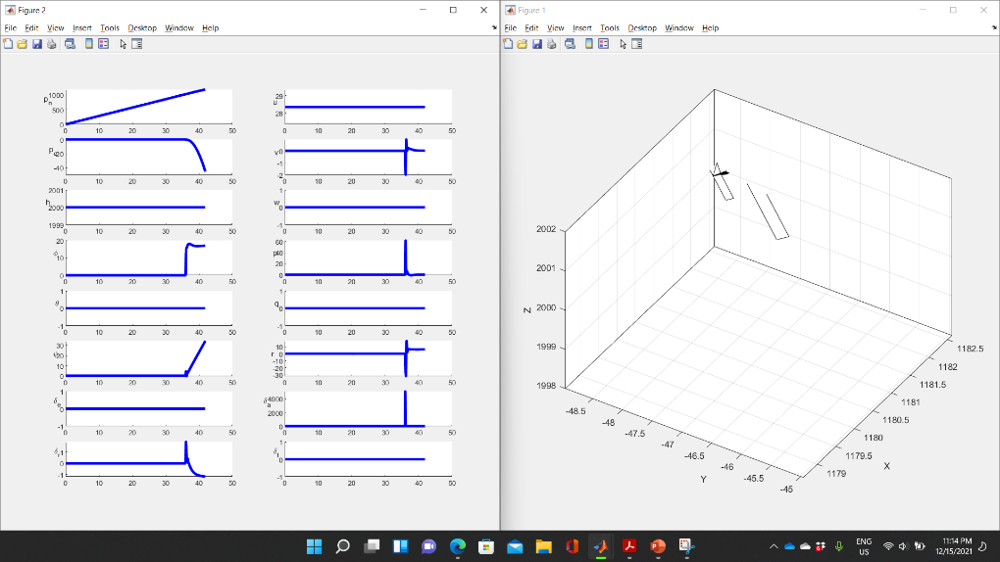 Figure 2
File Edit View Insert Tools Desktop Window Help
Figure 1
File Edit View Insert Tools Desktop Window Help
pn
1000
500
0
0 10 20 30 40 50
u
29
28
0 10 20 30 40 50
0
-20
-40
0 10 20 30 40 50
v
0
-1
-2
0 10 20 30 40 50
h
2001
2000
1999
0 10 20 30 40 50
w
1
0
-1
0 10 20 30 40 50
ϕ
20
10
0
0 10 20 30 40 50
p
60
40
20
0
0 10 20 30 40 50
θ
1
0
-1
0 10 20 30 40 50
q
1
0
-1
0 10 20 30 40 50
30
20
10
0
0 10 20 30 40 50
r
10
0
-10
-20
-30
0 10 20 30 40 50
δe
1
0
-1
0 10 20 30 40 50
δa
4000
2000
0
0 10 20 30 40 50
δr
1
0
-1
0 10 20 30 40 50
δt
1
0
-1
0 10 20 30 40 50
Z
2002
2001
2000
1999
1998
-48.5
-48
-47.5
-47
-46.5
-46
-45.5
-45
Y
1182.5
1182
1181.5
1181
1180.5
1180
1179.5
1179
X
ENG
US
11:14 PM
12/15/2021